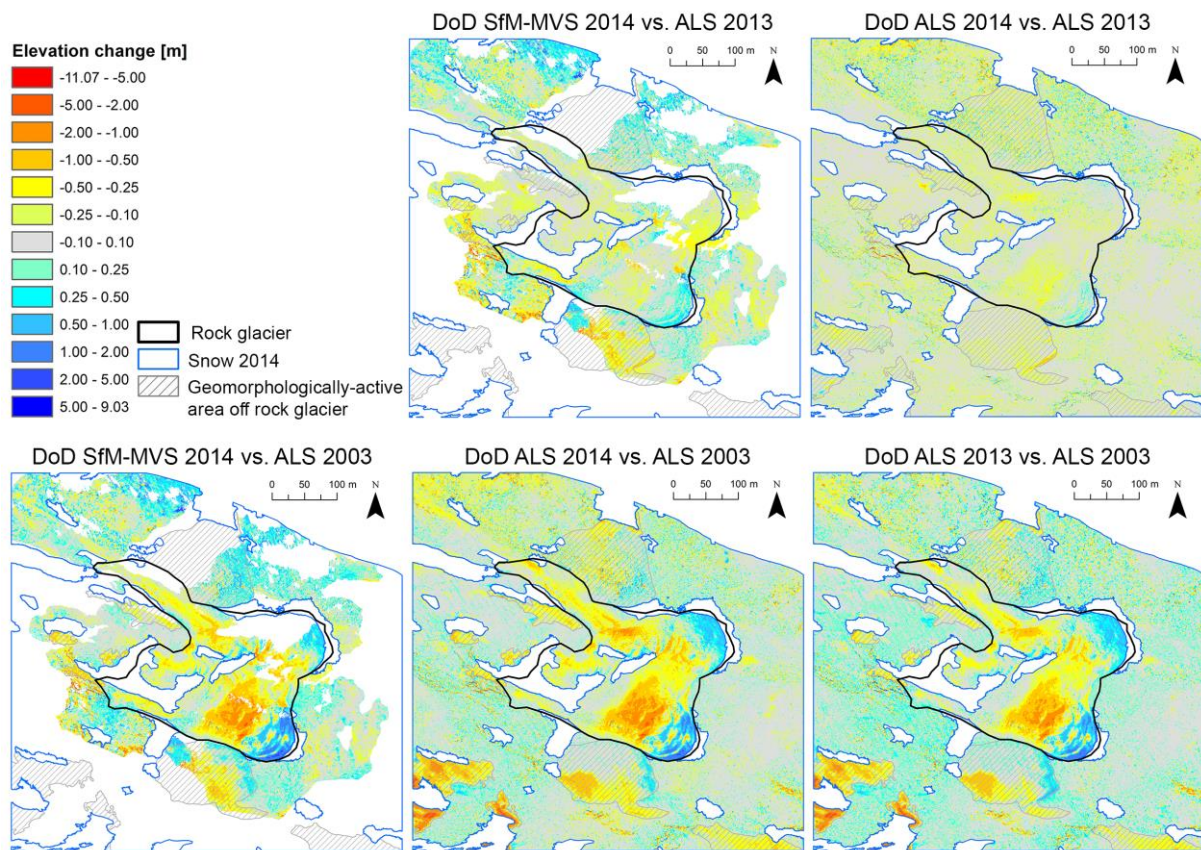 DoD SfM-MVS 2014 vs. ALS 2013
DoD ALS 2014 vs. ALS 2013
0 50 100 m
N
0 50 100 m
N
Elevation change [m]
-11.07 - -5.00
-5.00 - -2.00
-2.00 - -1.00
-1.00 - -0.50
-0.50 - -0.25
-0.25 - -0.10
-0.10 - 0.10
0.10 - 0.25
0.25 - 0.50
0.50 - 1.00
1.00 - 2.00
2.00 - 5.00
5.00 - 9.03
Rock glacier
Snow 2014
Geomorphologically-active
area off rock glacier
DoD SfM-MVS 2014 vs. ALS 2003
DoD ALS 2014 vs. ALS 2003
DoD ALS 2013 vs. ALS 2003
0 50 100 m
N
0 50 100 m
N
0 50 100 m
N